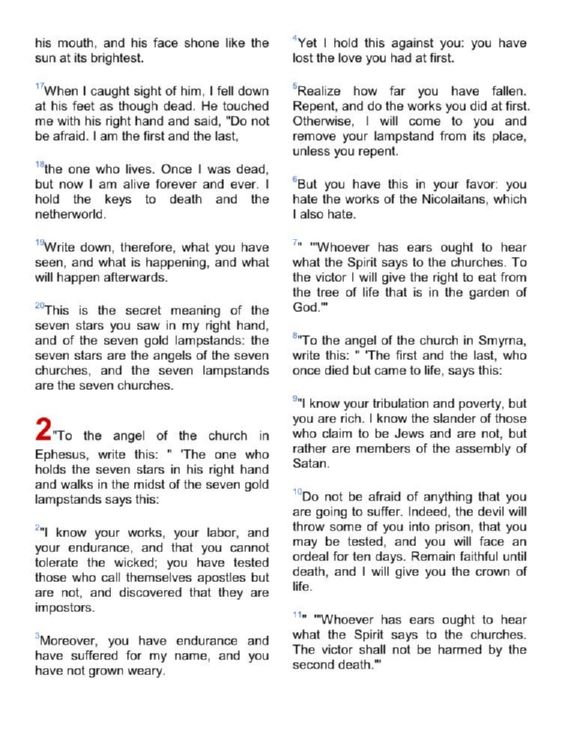 his mouth, and his face shone like the
sun at its brightest.
17When I caught sight of him, I fell down
at his feet as though dead. He touched
me with his right hand and said, "Do not
be afraid. I am the first and the last,
18the one who lives. Once I was dead,
but now I am alive forever and ever. I
hold the keys to death and the
netherworld.
19Write down, therefore, what you have
seen, and what is happening, and what
will happen afterwards.
20This is the secret meaning of the
seven stars you saw in my right hand,
and of the seven gold lampstands: the
seven stars are the angels of the seven
churches, and the seven lampstands
are the seven churches.
2"To the angel of the church in
Ephesus, write this: " 'The one who
holds the seven stars in his right hand
and walks in the midst of the seven gold
lampstands says this:
2"I know your works, your labor, and
your endurance, and that you cannot
tolerate the wicked; you have tested
those who call themselves apostles but
are not, and discovered that they are
impostors.
3Moreover, you have endurance and
have suffered for my name, and you
have not grown weary.
4Yet I hold this against you: you have
lost the love you had at first.
5Realize how far you have fallen.
Repent, and do the works you did at first.
Otherwise, I will come to you and
remove your lampstand from its place,
unless you repent.
6But you have this in your favor: you
hate the works of the Nicolaitans, which
I also hate.
7" '"Whoever has ears ought to hear
what the Spirit says to the churches. To
the victor I will give the right to eat from
the tree of life that is in the garden of
God."'
8"To the angel of the church in Smyrna,
write this: " 'The first and the last, who
once died but came to life, says this:
9"I know your tribulation and poverty, but
you are rich. I know the slander of those
who claim to be Jews and are not, but
rather are members of the assembly of
Satan.
10Do not be afraid of anything that you
are going to suffer. Indeed, the devil will
throw some of you into prison, that you
may be tested, and you will face an
ordeal for ten days. Remain faithful until
death, and I will give you the crown of
life.
11" '"Whoever has ears ought to hear
what the Spirit says to the churches.
The victor shall not be harmed by the
second death."'